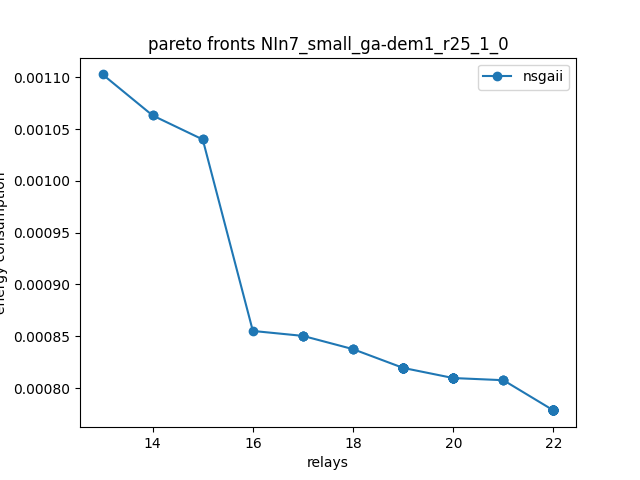 pareto fronts NIn7_small_ga-dem1_r25_1_0
nsgaii
0.00110
0.00105
0.00100
0.00095
0.00090
0.00085
0.00080
energy consumption
14 16 18 20 22
relays